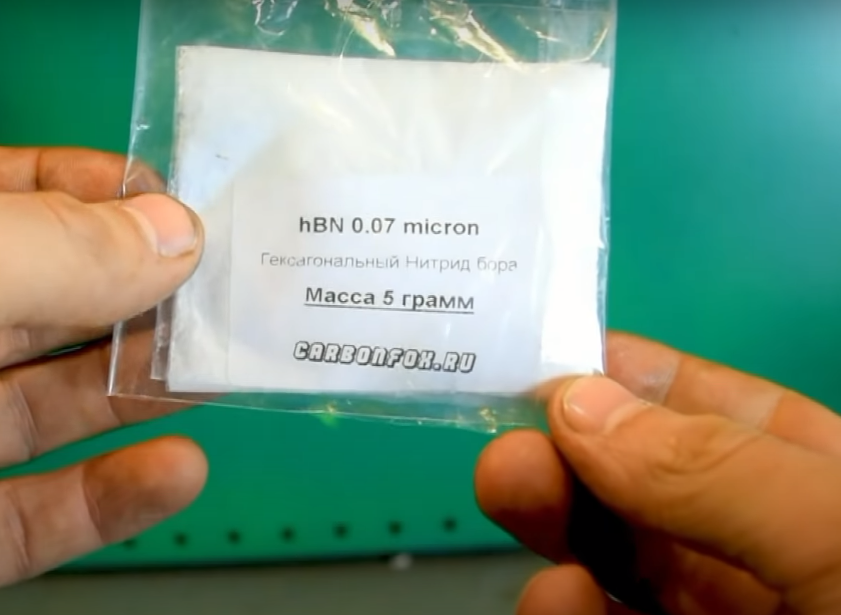 hBN 0.07 micron
Гексагональный Нитрид бора
Масса 5 грамм
CARBONFOX.RU